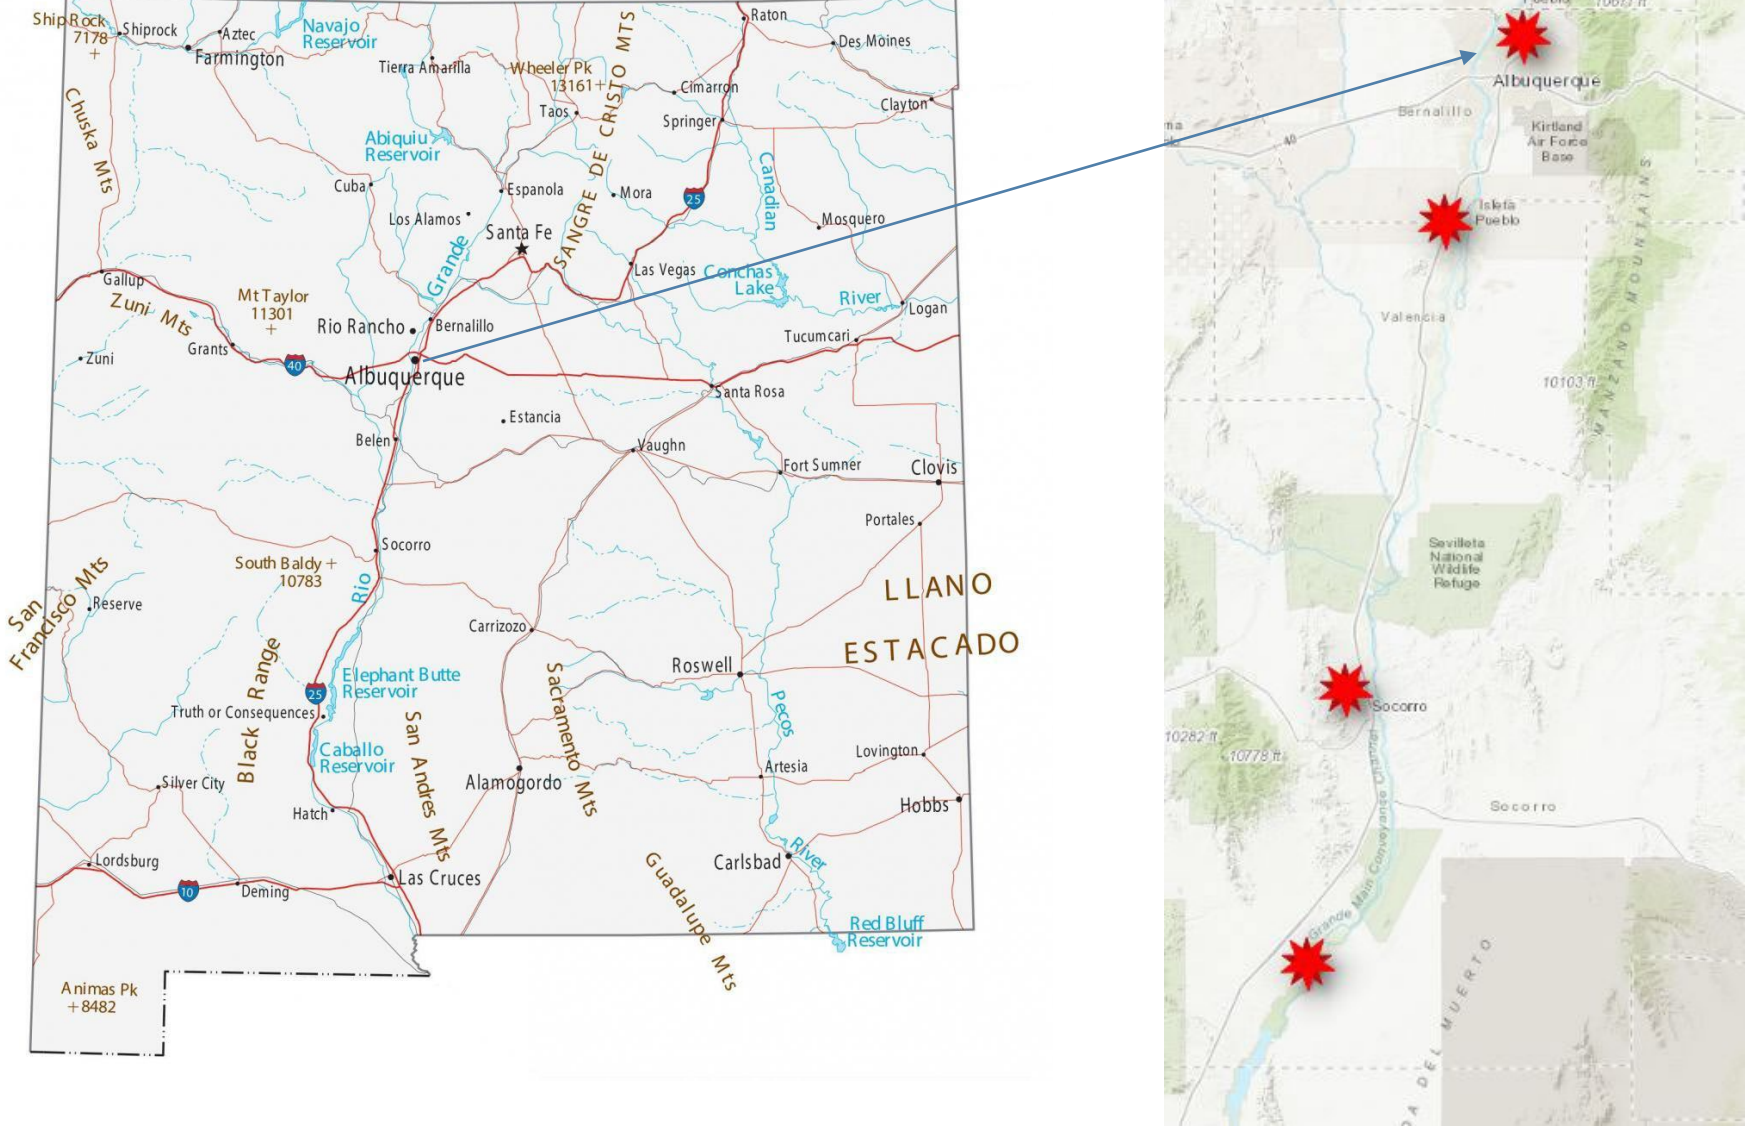 Ship Rock
7178
Shiprock
Aztec
Farmington
Navajo
Reservoir
Tierra Amarilla
Wheeler Pk
13161
Raton
Des Moines
Cimarron
Clayton
Springer
Taos
SANGRE DE CRISTO MTS
Chuska Mts
Abiquiu
Reservoir
Cuba
Espanola
Mora
25
Canadian
Los Alamos
Mosquero
Santa Fe
Grande
Las Vegas
Conchas
Lake
River
Logan
Gallup
Zuni Mts
Mt Taylor
11301
Rio Rancho
Bernalillo
Tucumcari
Grants
Zuni
40
Albuquerque
Santa Rosa
Estancia
Belen
Vaughn
Fort Sumner
Clovis
Portales
Socorro
South Baldy
10783
Rio
LLANO
ESTACADO
San
Francisco Mts
Reserve
Carrizozo
Roswell
Black Range
Elephant Butte
Reservoir
25
Truth or Consequences
Sacramento Mts
San Andres Mts
Pecos
Caballo
Reservoir
Lovington
Artesia
Silver City
Alamogordo
Hobbs
Hatch
Lordsburg
Carlsbad
River
10
Deming
Las Cruces
Guadalupe Mts
Red Bluff
Reservoir
Animas Pk
8482
Albuquerque
Bernalillo
40
Kirtland
Air Force
Base
Isleta
Pueblo
Valencia
MANZANO MOUNTAINS
10103 ft
Sevilleta
National
Wildlife
Refuge
Socorro
10282 ft
10778 ft
Socorro
Grande Main Conveyance Channel
DEL MUERTO